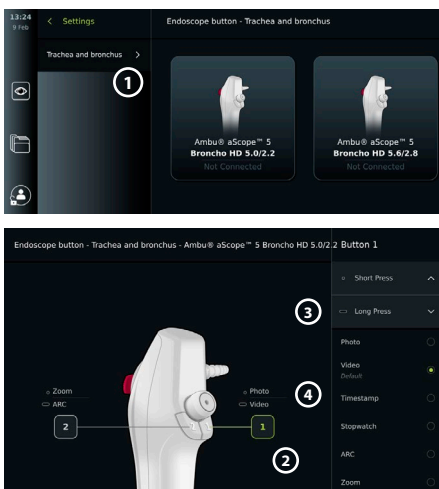 13:24
9 Feb
Settings
Endoscope button - Trachea and bronchus
Trachea and bronchus
1
Ambu® aScope™ 5
Broncho HD 5.0/2.2
Not Connected
Ambu® aScope™ 5
Broncho HD 5.6/2.8
Not Connected
Endoscope button - Trachea and bronchus - Ambu® aScope™ 5 Broncho HD 5.0/2.2
Button 1
Short Press
3
Long Press
Photo
Video
Default
4
Timestamp
Zoom
ARC
2
Photo
Video
1
Stopwatch
2
ARC
Zoom